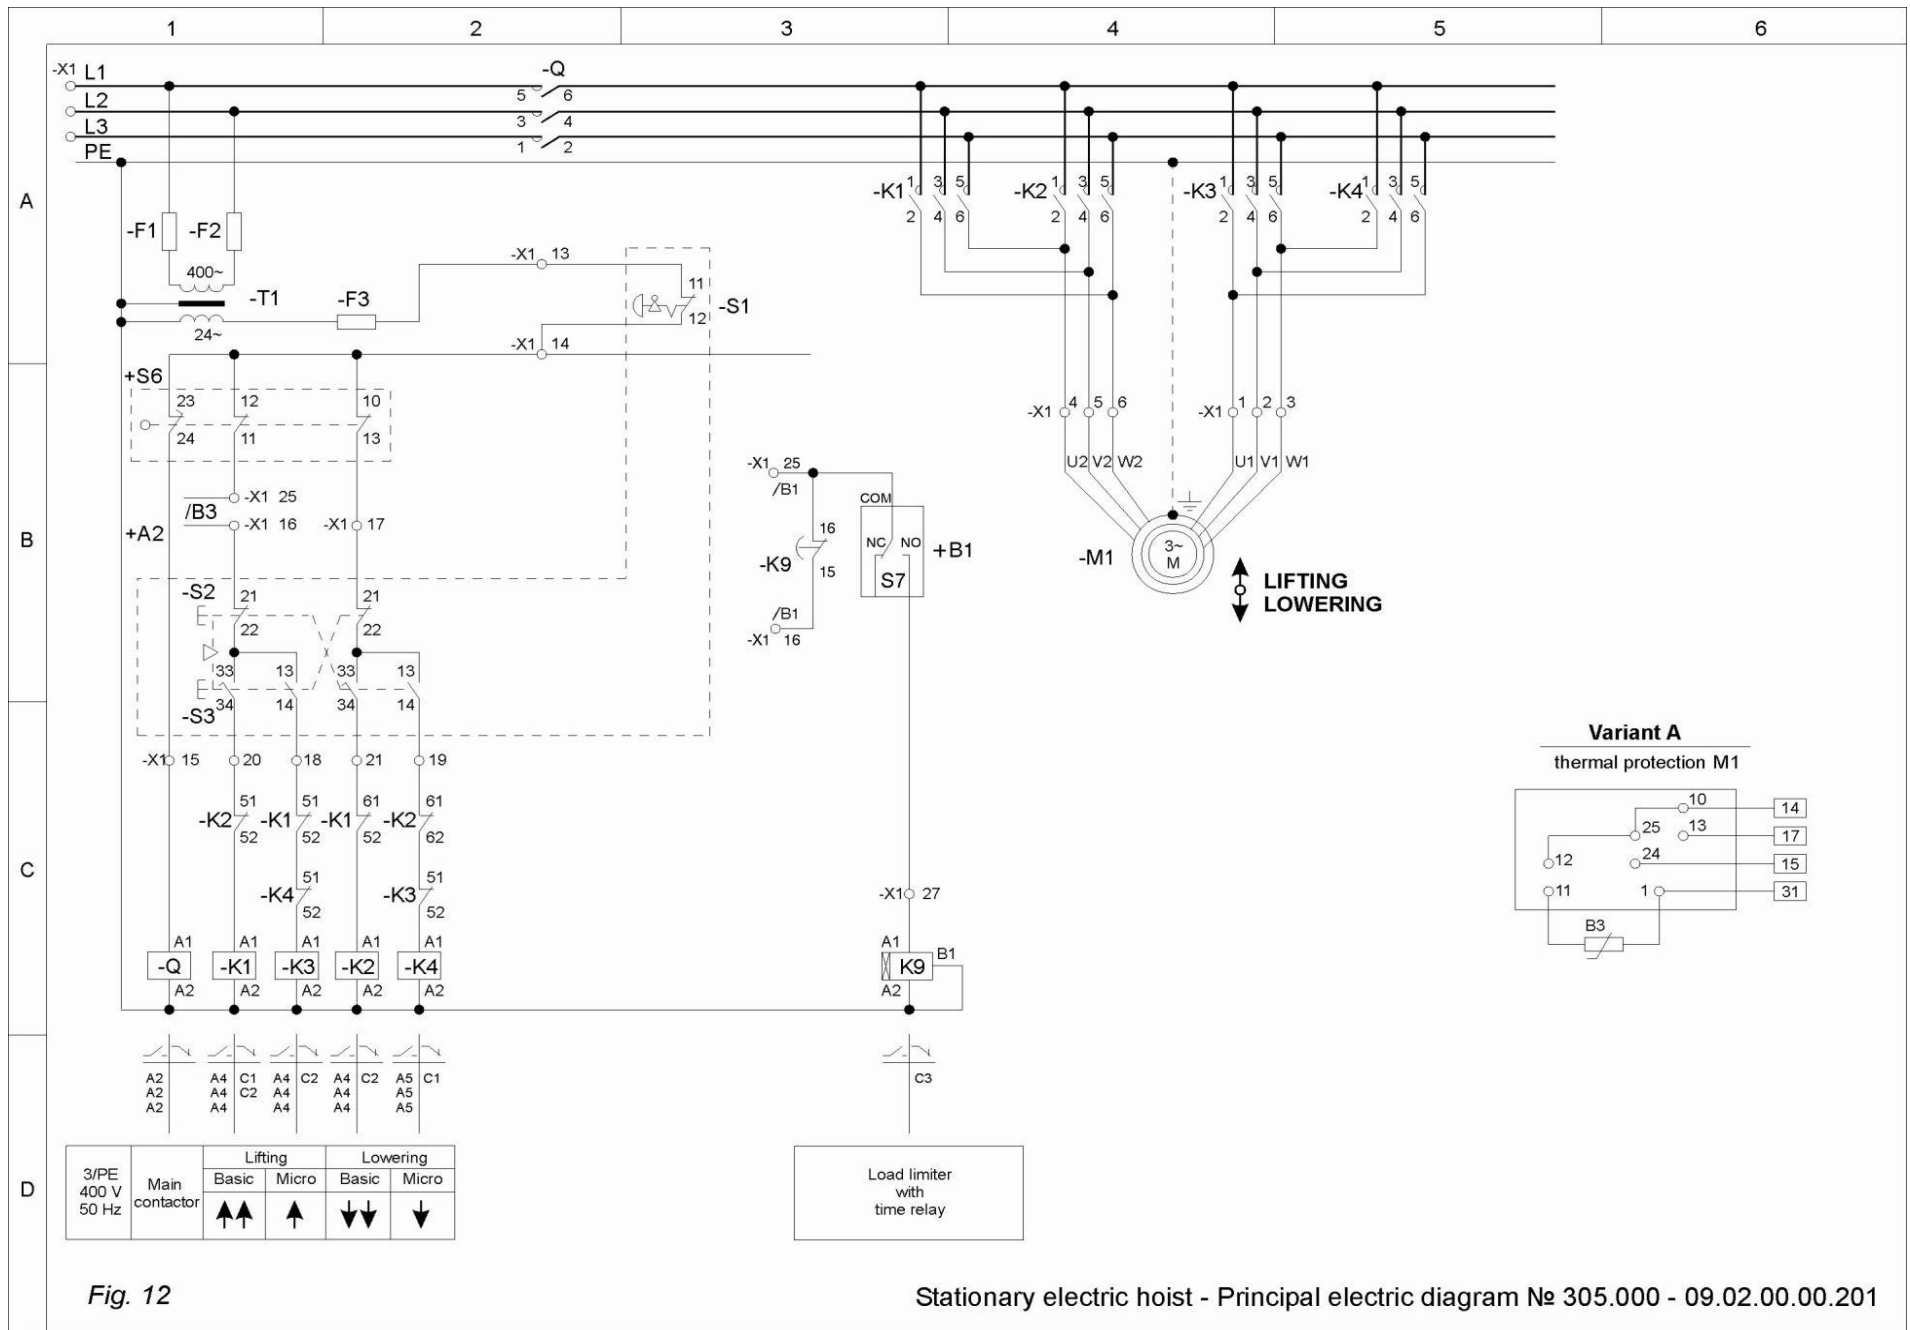 1 2 3 4 5 6
-X1 L1 -Q
5 6
L2
3 4
L3
1 2
PE
A
-K1 1 3 5 -K2 1 3 5 -K3 1 3 5 -K4 1 3 5
2 4 6 2 4 6 2 4 6 2 4 6
-F1 -F2
-X1 13
400~
-T1 -F3
11
-S1
12
24~
-X1 14
+S6
23 12 10
24 11 13
-X1 4 5 6 -X1 1 2 3
-X1 25
/B1
U2 V2 W2 U1 V1 W1
-X1 25
/B3
-X1 16 -X1 17
+A2
B
COM
16
NC NO
-K9
15
S7
+B1
3~
M
-M1
LIFTING
LOWERING
-S2
21 21
22 22
/B1
-X1 16
33 13 33 13
34 14 34 14
-S3
-X1 15 20 18 21 19
51 51 61 61
-K2 -K1 -K1 -K2
52 52 52 62
C
51 51
-K4 -K3
52 52
-X1 27
A1 A1 A1 A1 A1
-Q -K1 -K3 -K2 -K4
A2 A2 A2 A2 A2
A1 B1
K9
A2
Variant A
thermal protection M1
10 14
25 13 17
12 24 15
11 1 31
B3
A2 A4 C1 A4 C2 A4 C2 A5 C1 C3
A2 A4 C2 A4 A4 A5
A2 A4 A4 A4 A5
D
3/PE
400 V
50 Hz
Main
contactor
Lifting Lowering
Basic Micro Basic Micro
Load limiter
with
time relay
Fig. 12
Stationary electric hoist - Principal electric diagram № 305.000 - 09.02.00.00.201